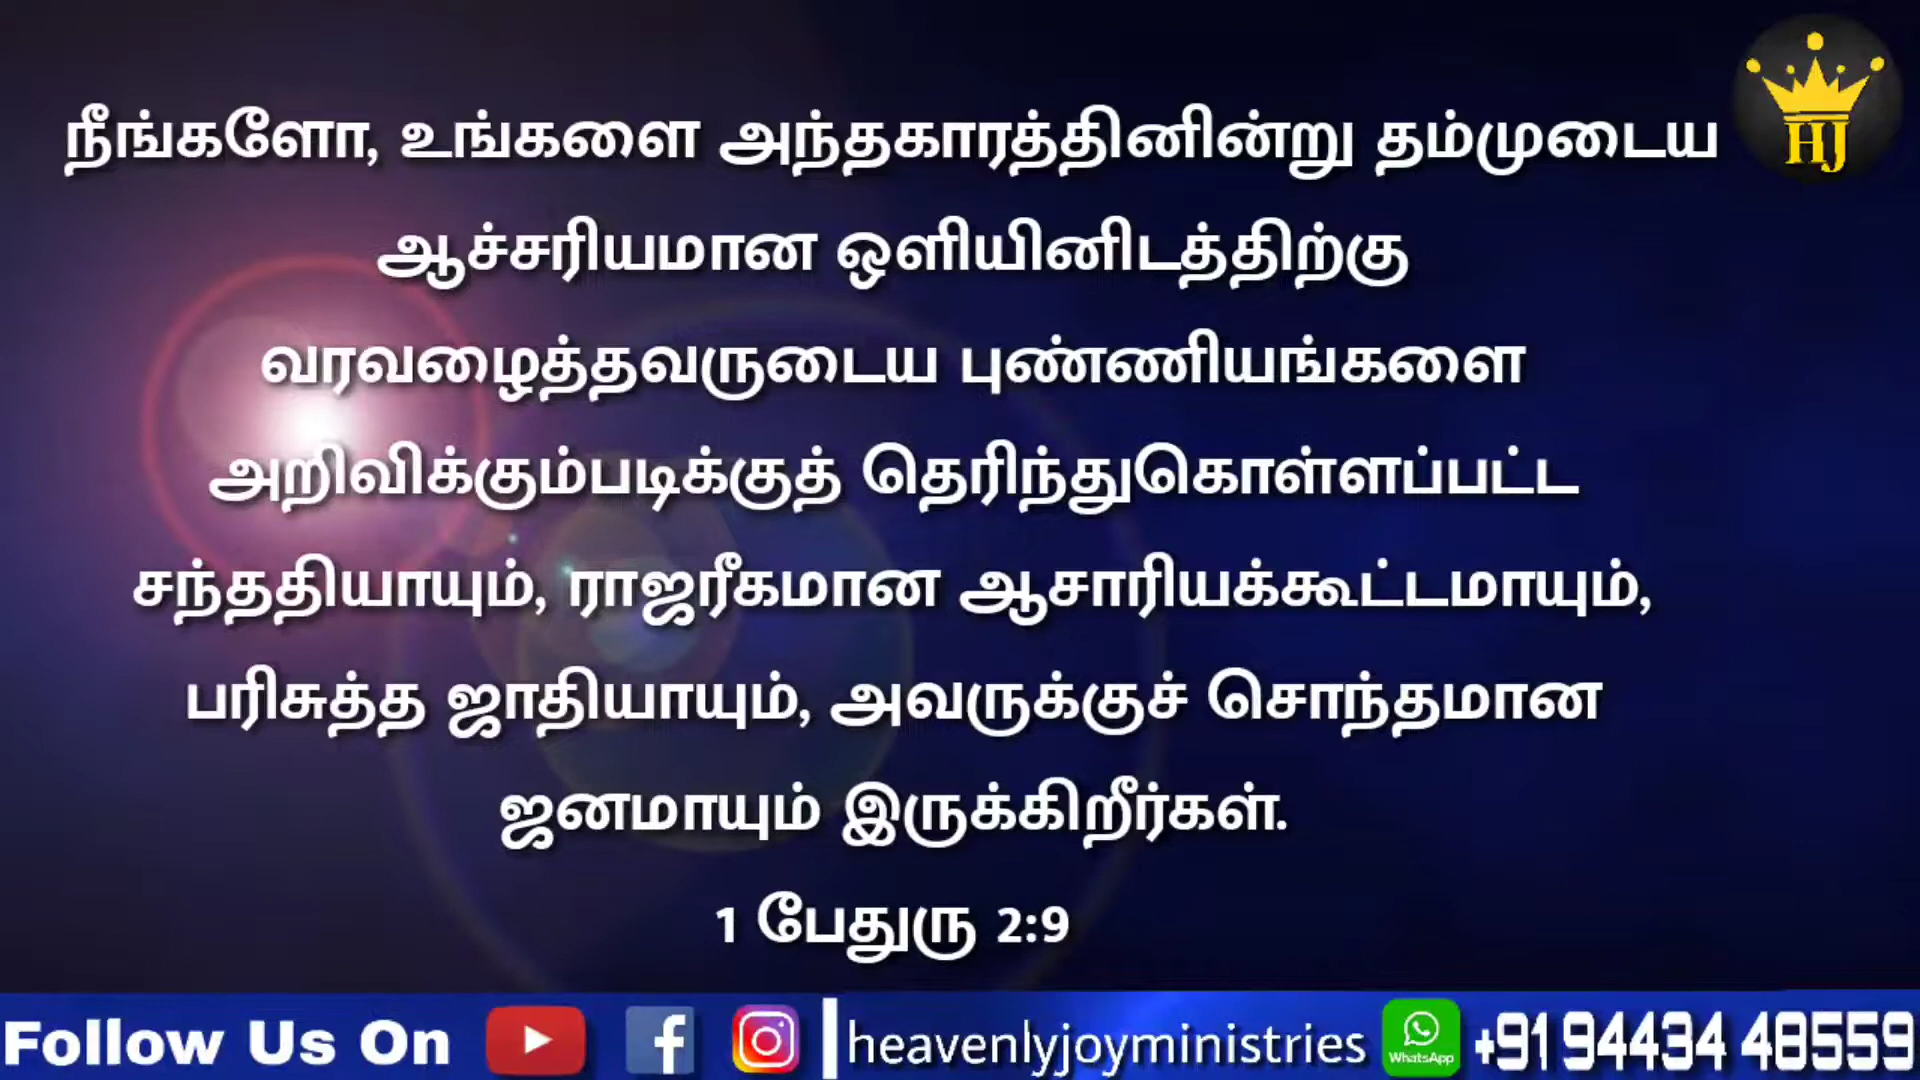 நீங்களோ, உங்களை அந்தகாரத்தினின்று தம்முடைய
ஆச்சரியமான ஒளியினிடத்திற்கு
வரவழைத்தவருடைய புண்ணியங்களை
அறிவிக்கும்படிக்குத் தெரிந்துகொள்ளப்பட்ட
சந்ததியாயும், ராஜரீகமான ஆசாரியக்கூட்டமாயும்,
பரிசுத்த ஜாதியாயும், அவருக்குச் சொந்தமான
ஜனமாயும் இருக்கிறீர்கள்.
1 பேதுரு 2:9
HJ
Follow Us On heavenlyjoyministries WhatsApp +91 94434 48559